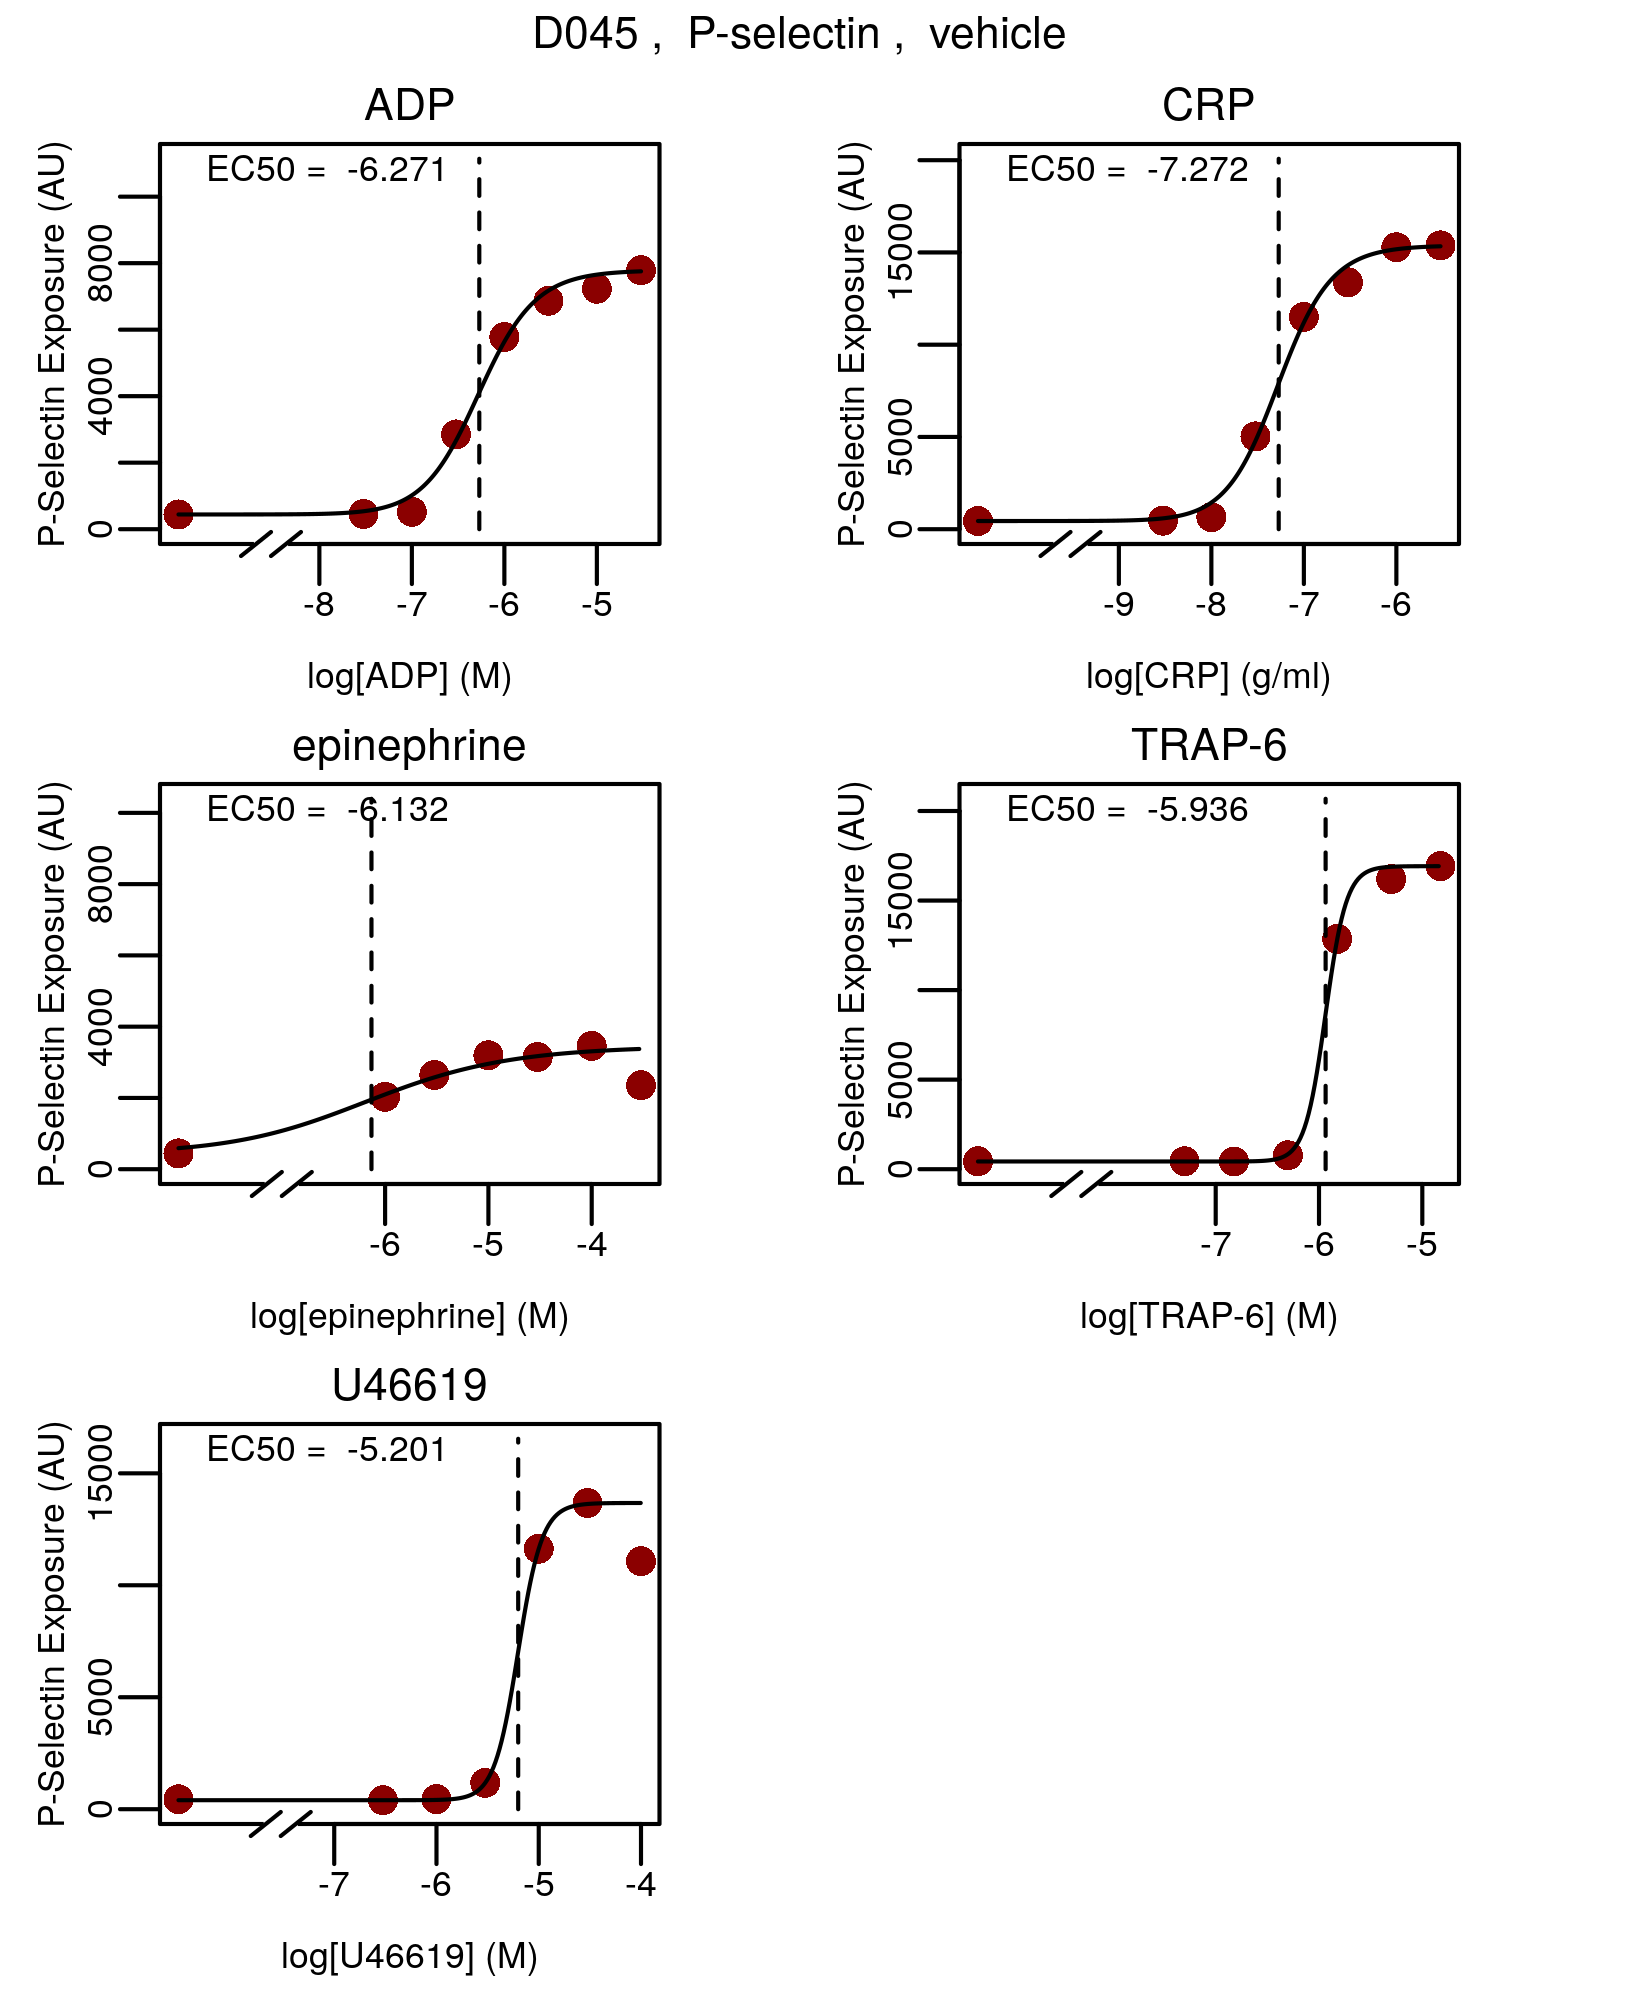 D045 ,  P-selectin ,  vehicle
ADP
P-Selectin Exposure (AU)
EC50 =  -6.271
0 4000 8000
-8 -7 -6 -5
log[ADP] (M)
CRP
P-Selectin Exposure (AU)
EC50 =  -7.272
0 5000 15000
-9 -8 -7 -6
log[CRP] (g/ml)
epinephrine
P-Selectin Exposure (AU)
EC50 =  -6.132
0 4000 8000
-6 -5 -4
log[epinephrine] (M)
TRAP-6
P-Selectin Exposure (AU)
EC50 =  -5.936
0 5000 15000
-7 -6 -5
log[TRAP-6] (M)
U46619
P-Selectin Exposure (AU)
EC50 =  -5.201
0 5000 15000
-7 -6 -5 -4
log[U46619] (M)